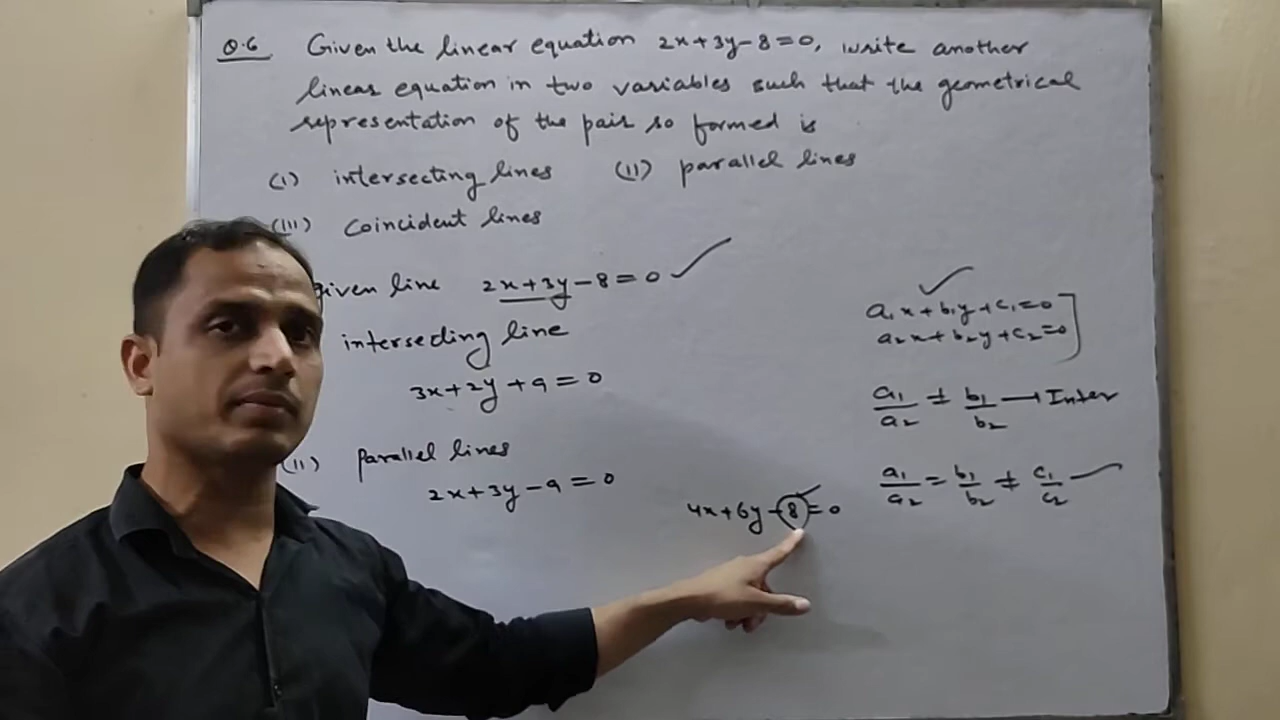 Q.6 Given the linear equation 2x+3y-8=0, write another
linear equation in two variables such that the geometrical
representation of the pair so formed is
(I) intersecting lines (II) parallel lines
(III) Coincident lines
given line 2x+3y-8=0 ✓
intersecting line
3x+2y+9=0
(II) parallel lines
2x+3y-9=0
4x+6y-8=0
a₁x+b₁y+c₁=0
a₂x+b₂y+c₂=0
a₁/a₂ ≠ b₁/b₂ → Inter
a₁/a₂ = b₁/b₂ ≠ c₁/c₂